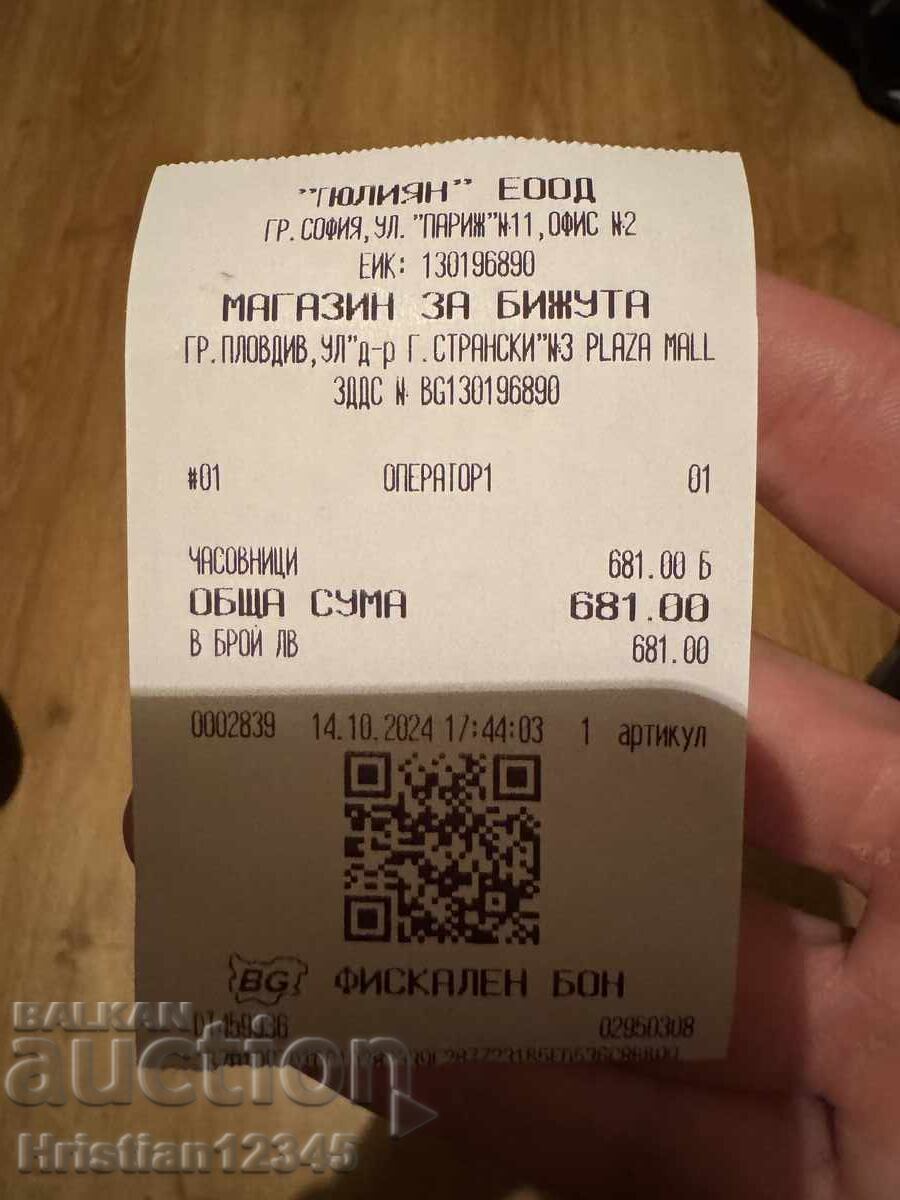 "ГЮЛИЯН" ЕООД
ГР.СОФИЯ,УЛ."ПАРИЖ"№11,ОФИС №2
ЕИК: 130196890
МАГАЗИН ЗА БИЖУТА
ГР.ПЛОВДИВ,УЛ"д-р Г.СТРАНСКИ"№3 PLAZA MALL
ЗДДС № BG130196890
#01 ОПЕРАТОР1 01
ЧАСОВНИЦИ 681.00 Б
ОБЩА СУМА 681.00
В БРОЙ ЛВ 681.00
0002839 14.10.2024 17:44:03 1 артикул
BG ФИСКАЛЕН БОН
02950308
BALKAN
auction
Hristian12345